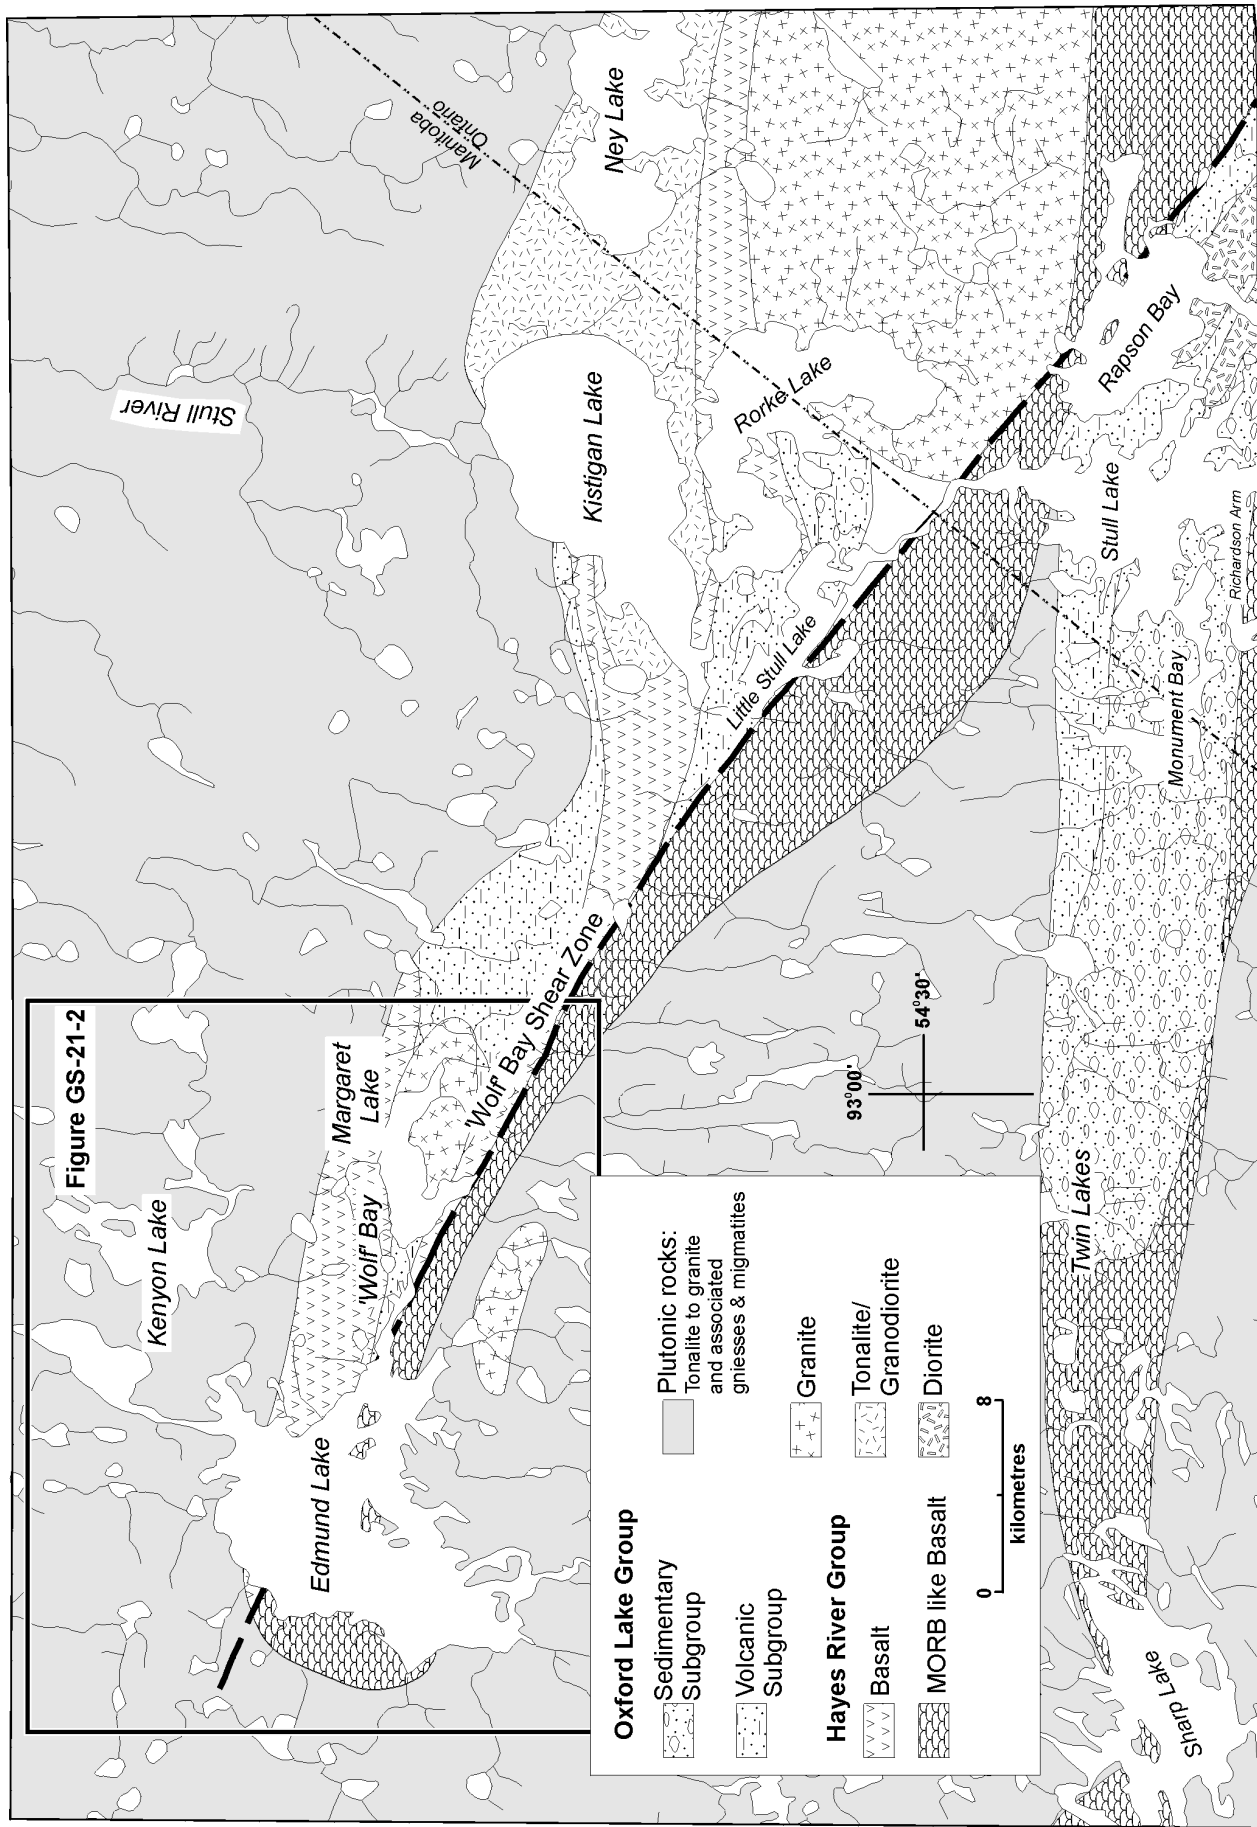 Figure GS-21-2
Kenyon Lake
Margaret
Lake
'Wolf' Bay
Edmund Lake
'Wolf' Bay Shear Zone
Stull River
Manitoba
Ontario
Ney Lake
Kistigan Lake
Rorke Lake
Little Stull Lake
Rapson Bay
Stull Lake
Richardson Arm
Monument Bay
Twin Lakes
Sharp Lake
93°00'
54°30'
Oxford Lake Group
Sedimentary
Subgroup
Volcanic
Subgroup
Hayes River Group
Basalt
MORB like Basalt
Plutonic rocks:
Tonalite to granite
and associated
gniesses & migmatites
Granite
Tonalite/
Granodiorite
Diorite
0 8
kilometres